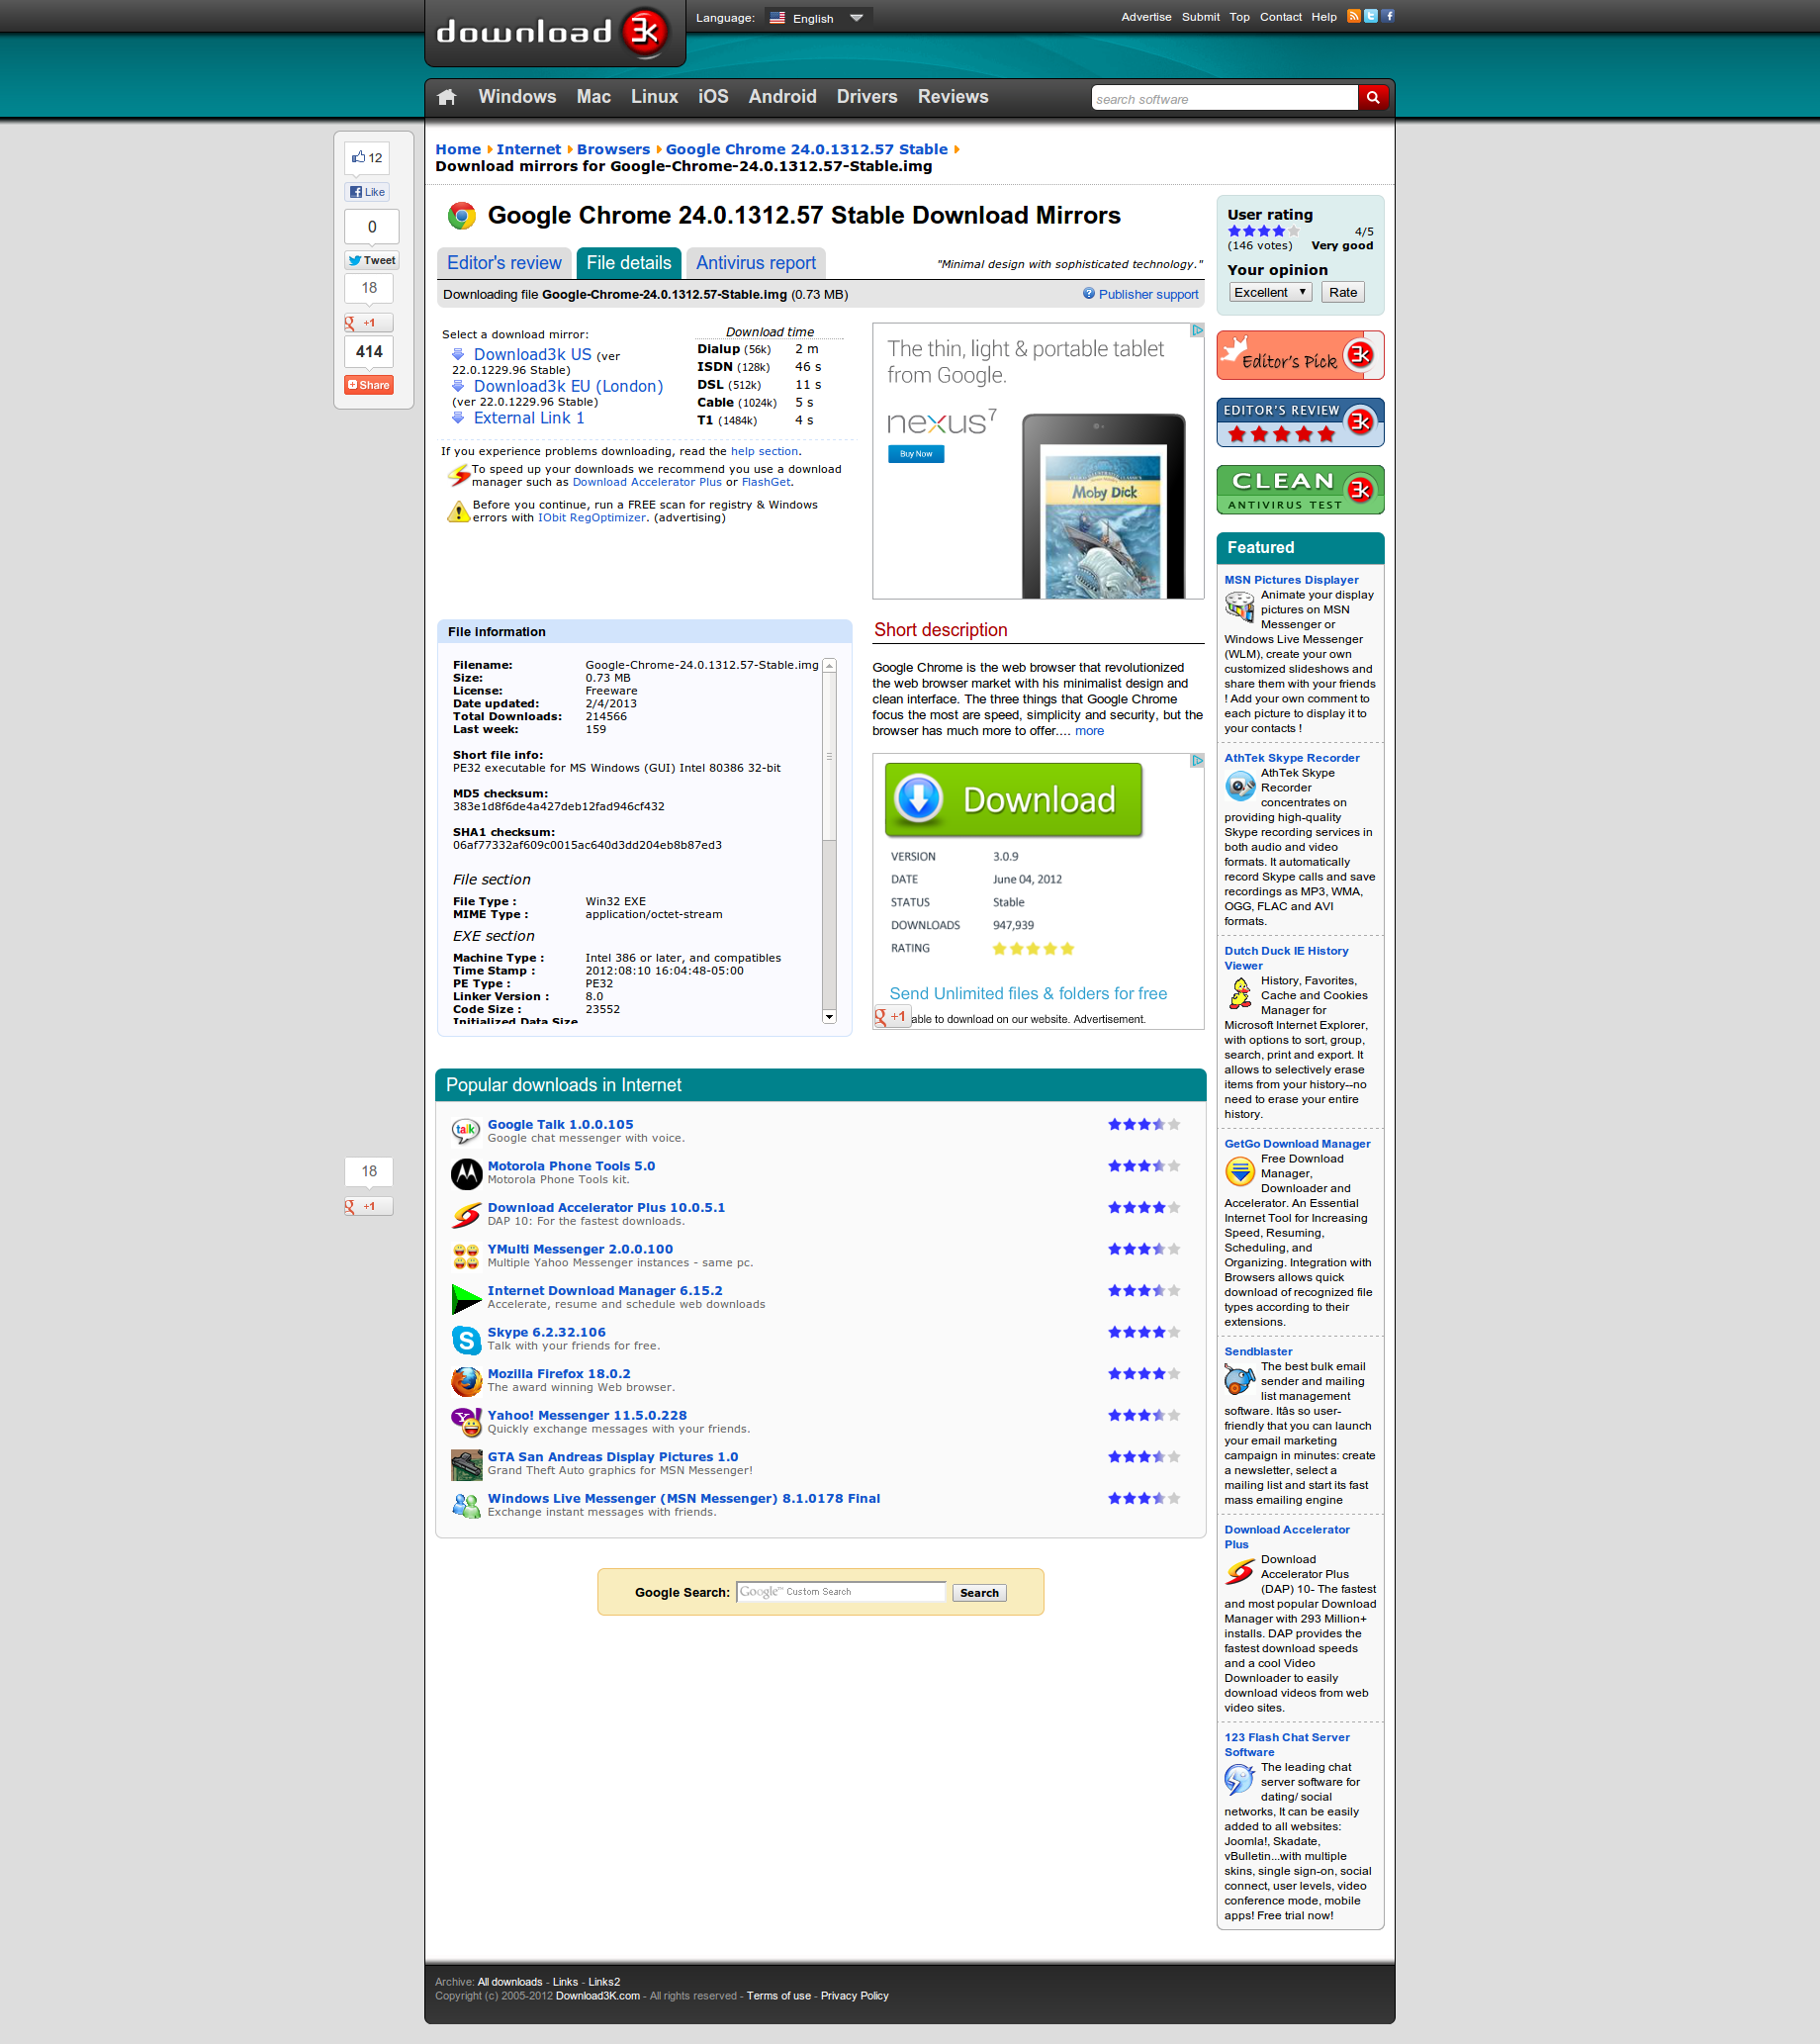 download 3k
Language: English
Advertise Submit Top Contact Help
Windows Mac Linux iOS Android Drivers Reviews
search software
12
Like
0
Tweet
18
+1
414
Share
Home Internet Browsers Google Chrome 24.0.1312.57 Stable
Download mirrors for Google-Chrome-24.0.1312.57-Stable.img
Google Chrome 24.0.1312.57 Stable Download Mirrors
Editor's review File details Antivirus report
"Minimal design with sophisticated technology."
Downloading file Google-Chrome-24.0.1312.57-Stable.img (0.73 MB)
Publisher support
Select a download mirror:
Download3k US (ver
22.0.1229.96 Stable)
Download3k EU (London)
(ver 22.0.1229.96 Stable)
External Link 1
Download time
Dialup (56k) 2 m
ISDN (128k) 46 s
DSL (512k) 11 s
Cable (1024k) 5 s
T1 (1484k) 4 s
If you experience problems downloading, read the help section.
To speed up your downloads we recommend you use a download
manager such as Download Accelerator Plus or FlashGet.
Before you continue, run a FREE scan for registry & Windows
errors with IObit RegOptimizer. (advertising)
The thin, light & portable tablet
from Google.
nexus 7
Buy Now
Moby Dick
File information
Filename: Google-Chrome-24.0.1312.57-Stable.img
Size: 0.73 MB
License: Freeware
Date updated: 2/4/2013
Total Downloads: 214566
Last week: 159
Short file info:
PE32 executable for MS Windows (GUI) Intel 80386 32-bit
MD5 checksum:
383e1d8f6de4a427deb12fad946cf432
SHA1 checksum:
06af77332af609c0015ac640d3dd204eb8b87ed3
File section
File Type : Win32 EXE
MIME Type : application/octet-stream
EXE section
Machine Type : Intel 386 or later, and compatibles
Time Stamp : 2012:08:10 16:04:48-05:00
PE Type : PE32
Linker Version : 8.0
Code Size : 23552
Initialized Data Size
Short description
Google Chrome is the web browser that revolutionized
the web browser market with his minimalist design and
clean interface. The three things that Google Chrome
focus the most are speed, simplicity and security, but the
browser has much more to offer.... more
Download
VERSION 3.0.9
DATE June 04, 2012
STATUS Stable
DOWNLOADS 947,939
RATING
Send Unlimited files & folders for free
+1 able to download on our website. Advertisement.
Popular downloads in Internet
talk
Google Talk 1.0.0.105
Google chat messenger with voice.
Motorola Phone Tools 5.0
Motorola Phone Tools kit.
Download Accelerator Plus 10.0.5.1
DAP 10: For the fastest downloads.
YMulti Messenger 2.0.0.100
Multiple Yahoo Messenger instances - same pc.
Internet Download Manager 6.15.2
Accelerate, resume and schedule web downloads
Skype 6.2.32.106
Talk with your friends for free.
Mozilla Firefox 18.0.2
The award winning Web browser.
Yahoo! Messenger 11.5.0.228
Quickly exchange messages with your friends.
GTA San Andreas Display Pictures 1.0
Grand Theft Auto graphics for MSN Messenger!
Windows Live Messenger (MSN Messenger) 8.1.0178 Final
Exchange instant messages with friends.
18
+1
Google Search: Google™ Custom Search Search
User rating
4/5
(146 votes) Very good
Your opinion
Excellent Rate
Editor's Pick 3k
EDITOR'S REVIEW 3k
CLEAN 3k
ANTIVIRUS TEST
Featured
MSN Pictures Displayer
Animate your display
pictures on MSN
Messenger or
Windows Live Messenger
(WLM), create your own
customized slideshows and
share them with your friends
! Add your own comment to
each picture to display it to
your contacts !
AthTek Skype Recorder
AthTek Skype
Recorder
concentrates on
providing high-quality
Skype recording services in
both audio and video
formats. It automatically
record Skype calls and save
recordings as MP3, WMA,
OGG, FLAC and AVI
formats.
Dutch Duck IE History
Viewer
History, Favorites,
Cache and Cookies
Manager for
Microsoft Internet Explorer,
with options to sort, group,
search, print and export. It
allows to selectively erase
items from your history--no
need to erase your entire
history.
GetGo Download Manager
Free Download
Manager,
Downloader and
Accelerator. An Essential
Internet Tool for Increasing
Speed, Resuming,
Scheduling, and
Organizing. Integration with
Browsers allows quick
download of recognized file
types according to their
extensions.
Sendblaster
The best bulk email
sender and mailing
list management
software. Itâs so user-
friendly that you can launch
your email marketing
campaign in minutes: create
a newsletter, select a
mailing list and start its fast
mass emailing engine
Download Accelerator
Plus
Download
Accelerator Plus
(DAP) 10- The fastest
and most popular Download
Manager with 293 Million+
installs. DAP provides the
fastest download speeds
and a cool Video
Downloader to easily
download videos from web
video sites.
123 Flash Chat Server
Software
The leading chat
server software for
dating/ social
networks, It can be easily
added to all websites:
Joomla!, Skadate,
vBulletin...with multiple
skins, single sign-on, social
connect, user levels, video
conference mode, mobile
apps! Free trial now!
Archive: All downloads - Links - Links2
Copyright (c) 2005-2012 Download3K.com - All rights reserved - Terms of use - Privacy Policy